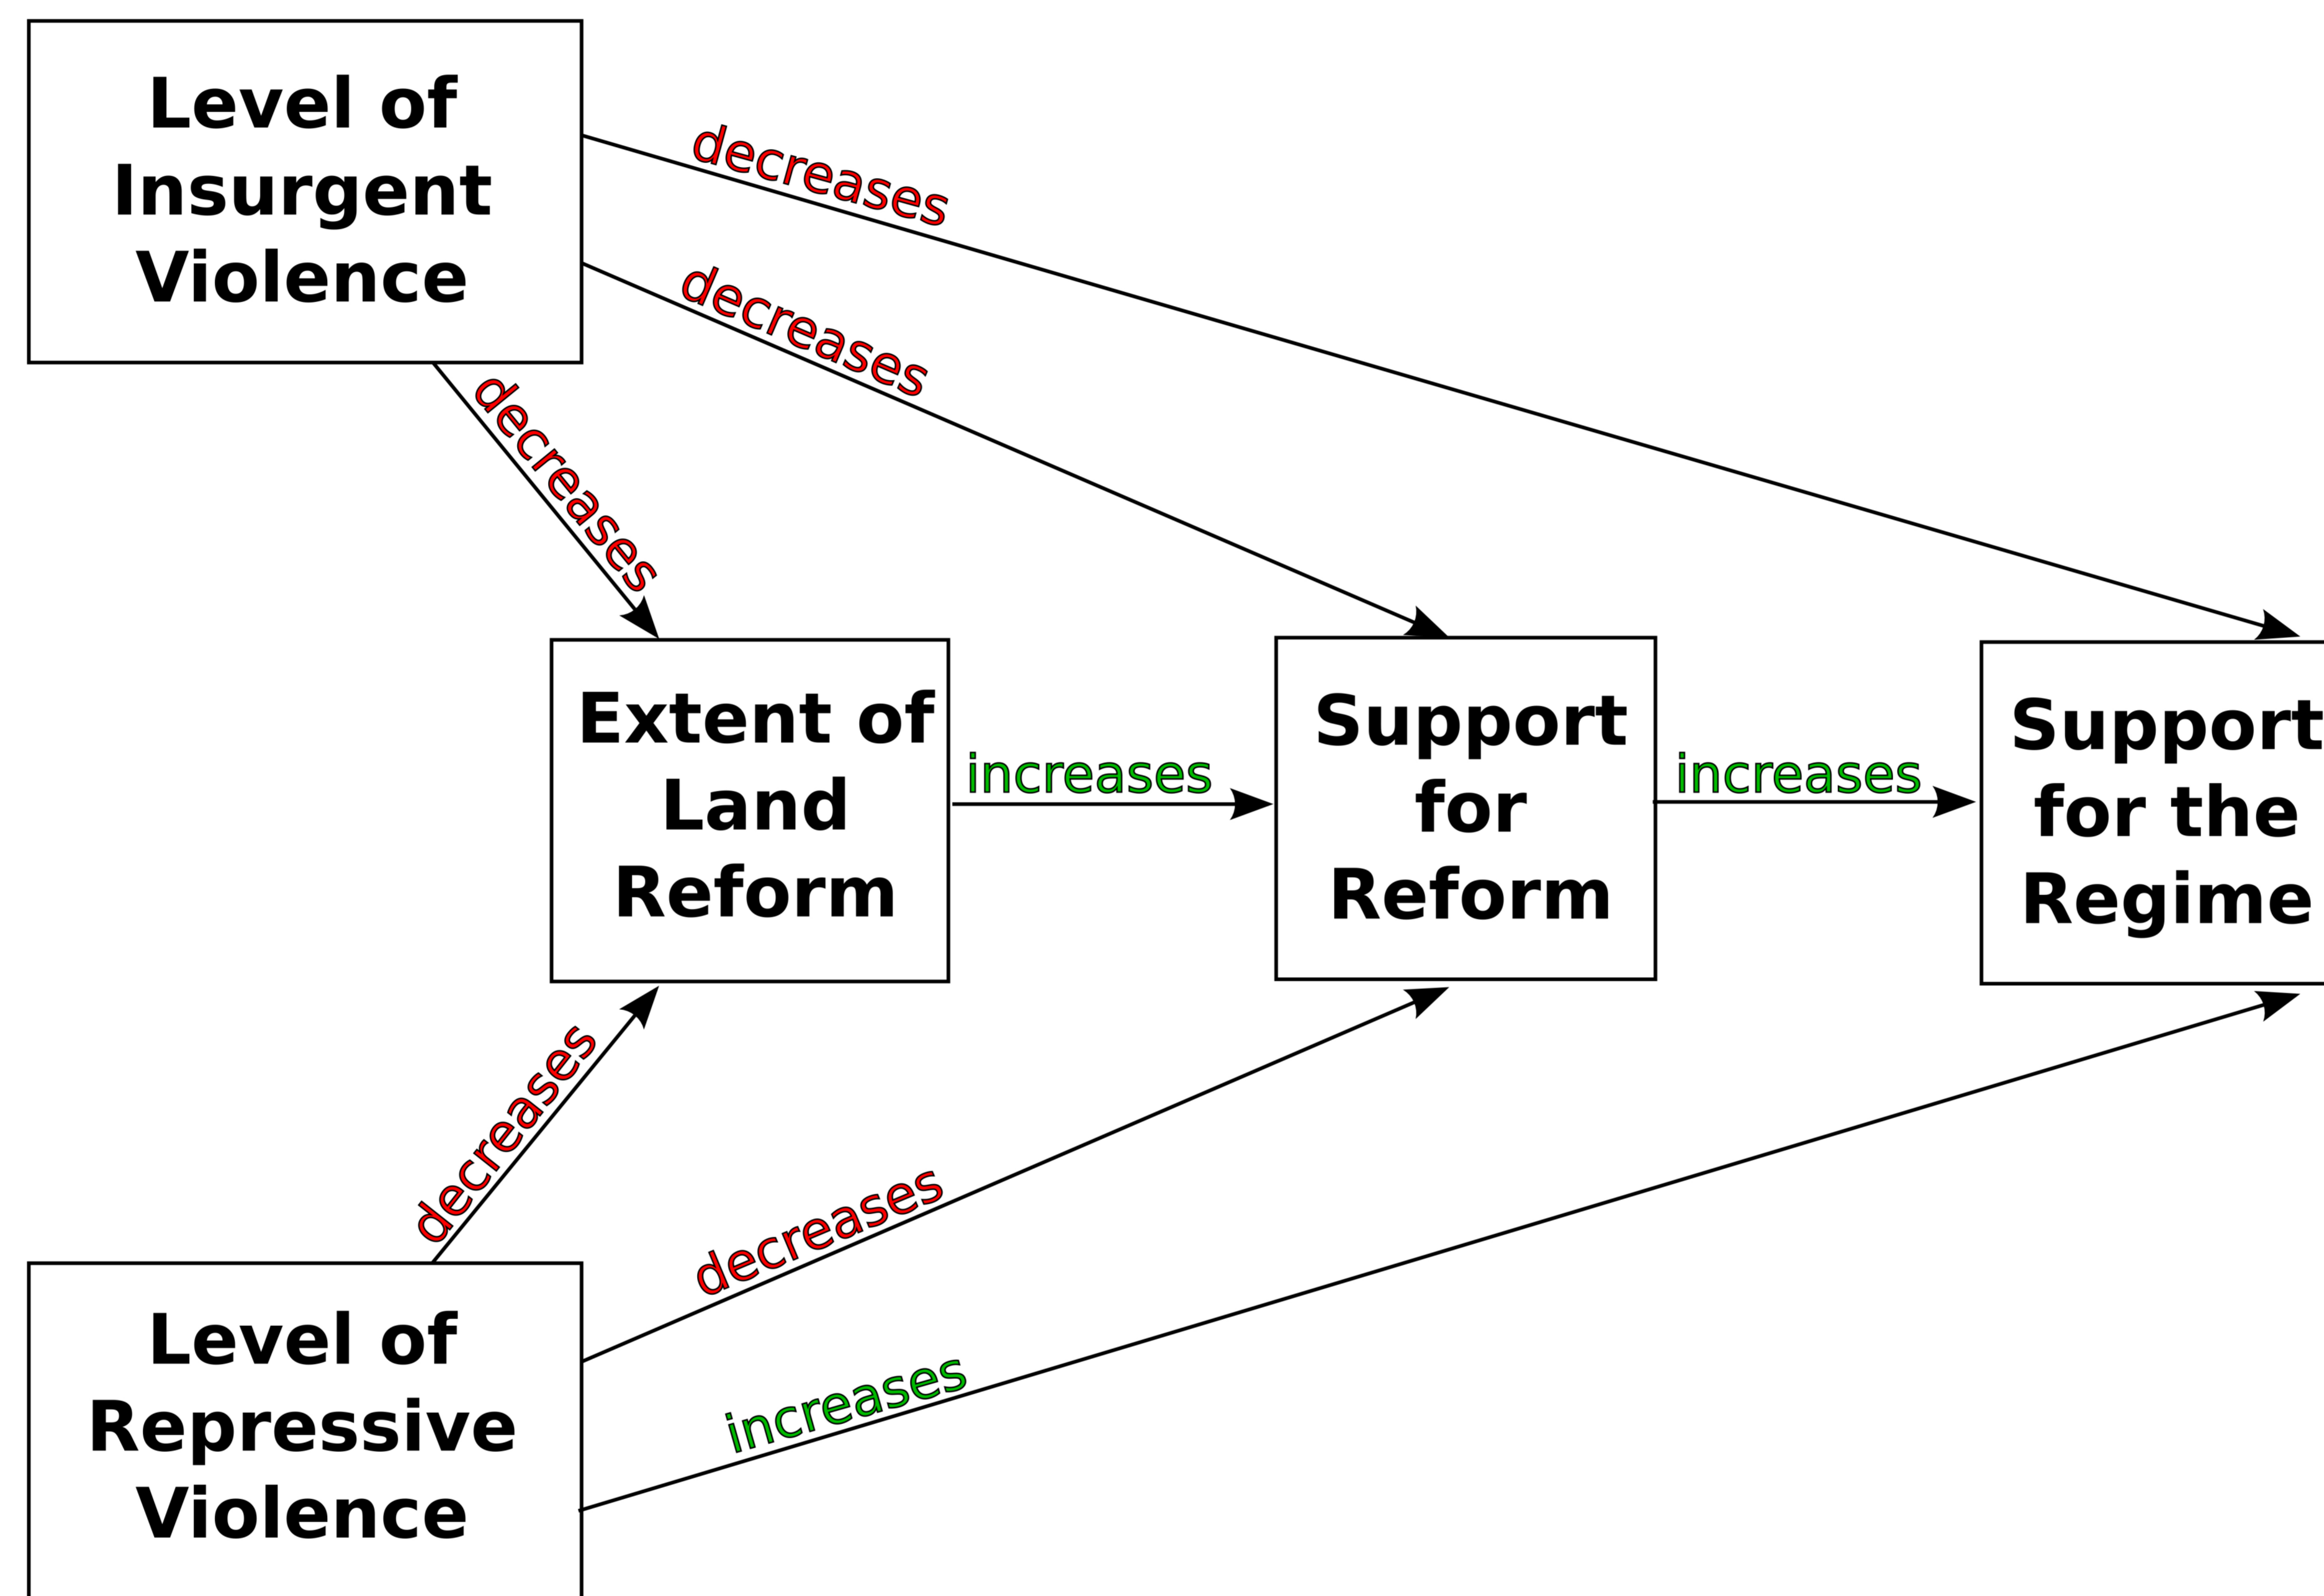 Level of
Insurgent
Violence
decreases
decreases
decreases
Extent of
Land
Reform
increases
Support
for
Reform
increases
Support
for the
Regime
decreases
decreases
increases
Level of
Repressive
Violence